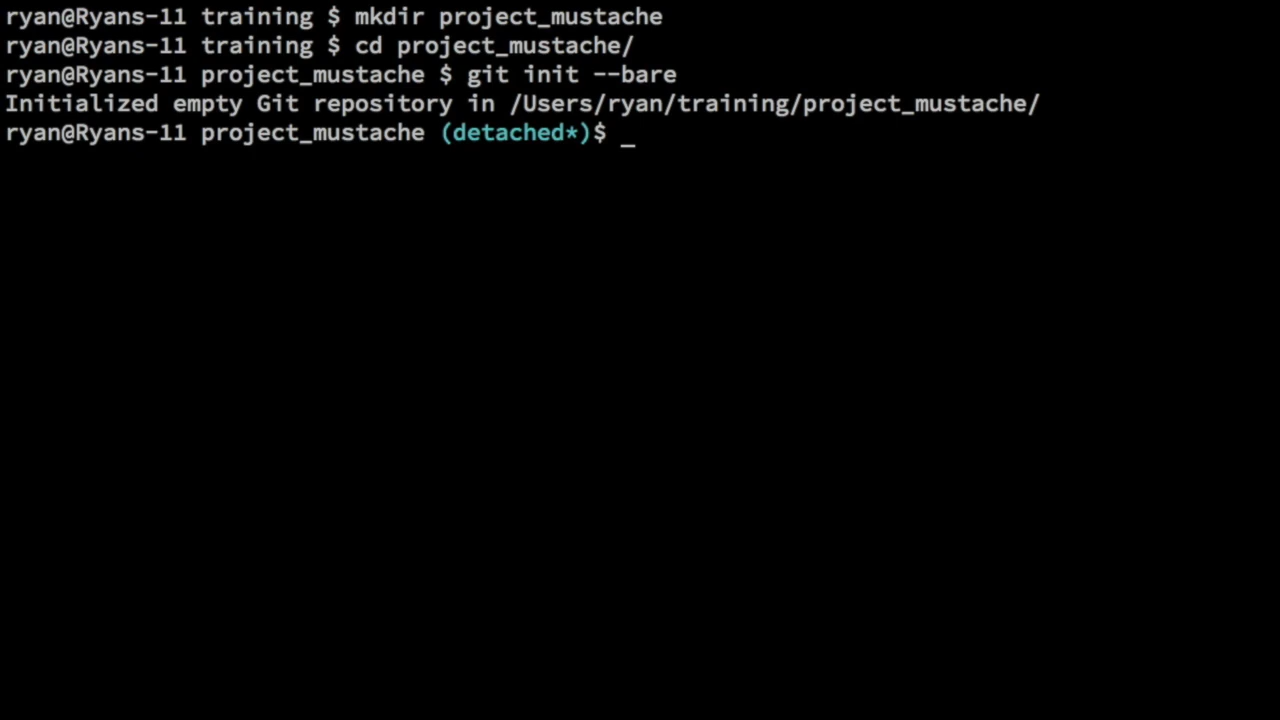 ryan@Ryans-11 training $ mkdir project_mustache
ryan@Ryans-11 training $ cd project_mustache/
ryan@Ryans-11 project_mustache $ git init --bare
Initialized empty Git repository in /Users/ryan/training/project_mustache/
ryan@Ryans-11 project_mustache (detached*)$ _